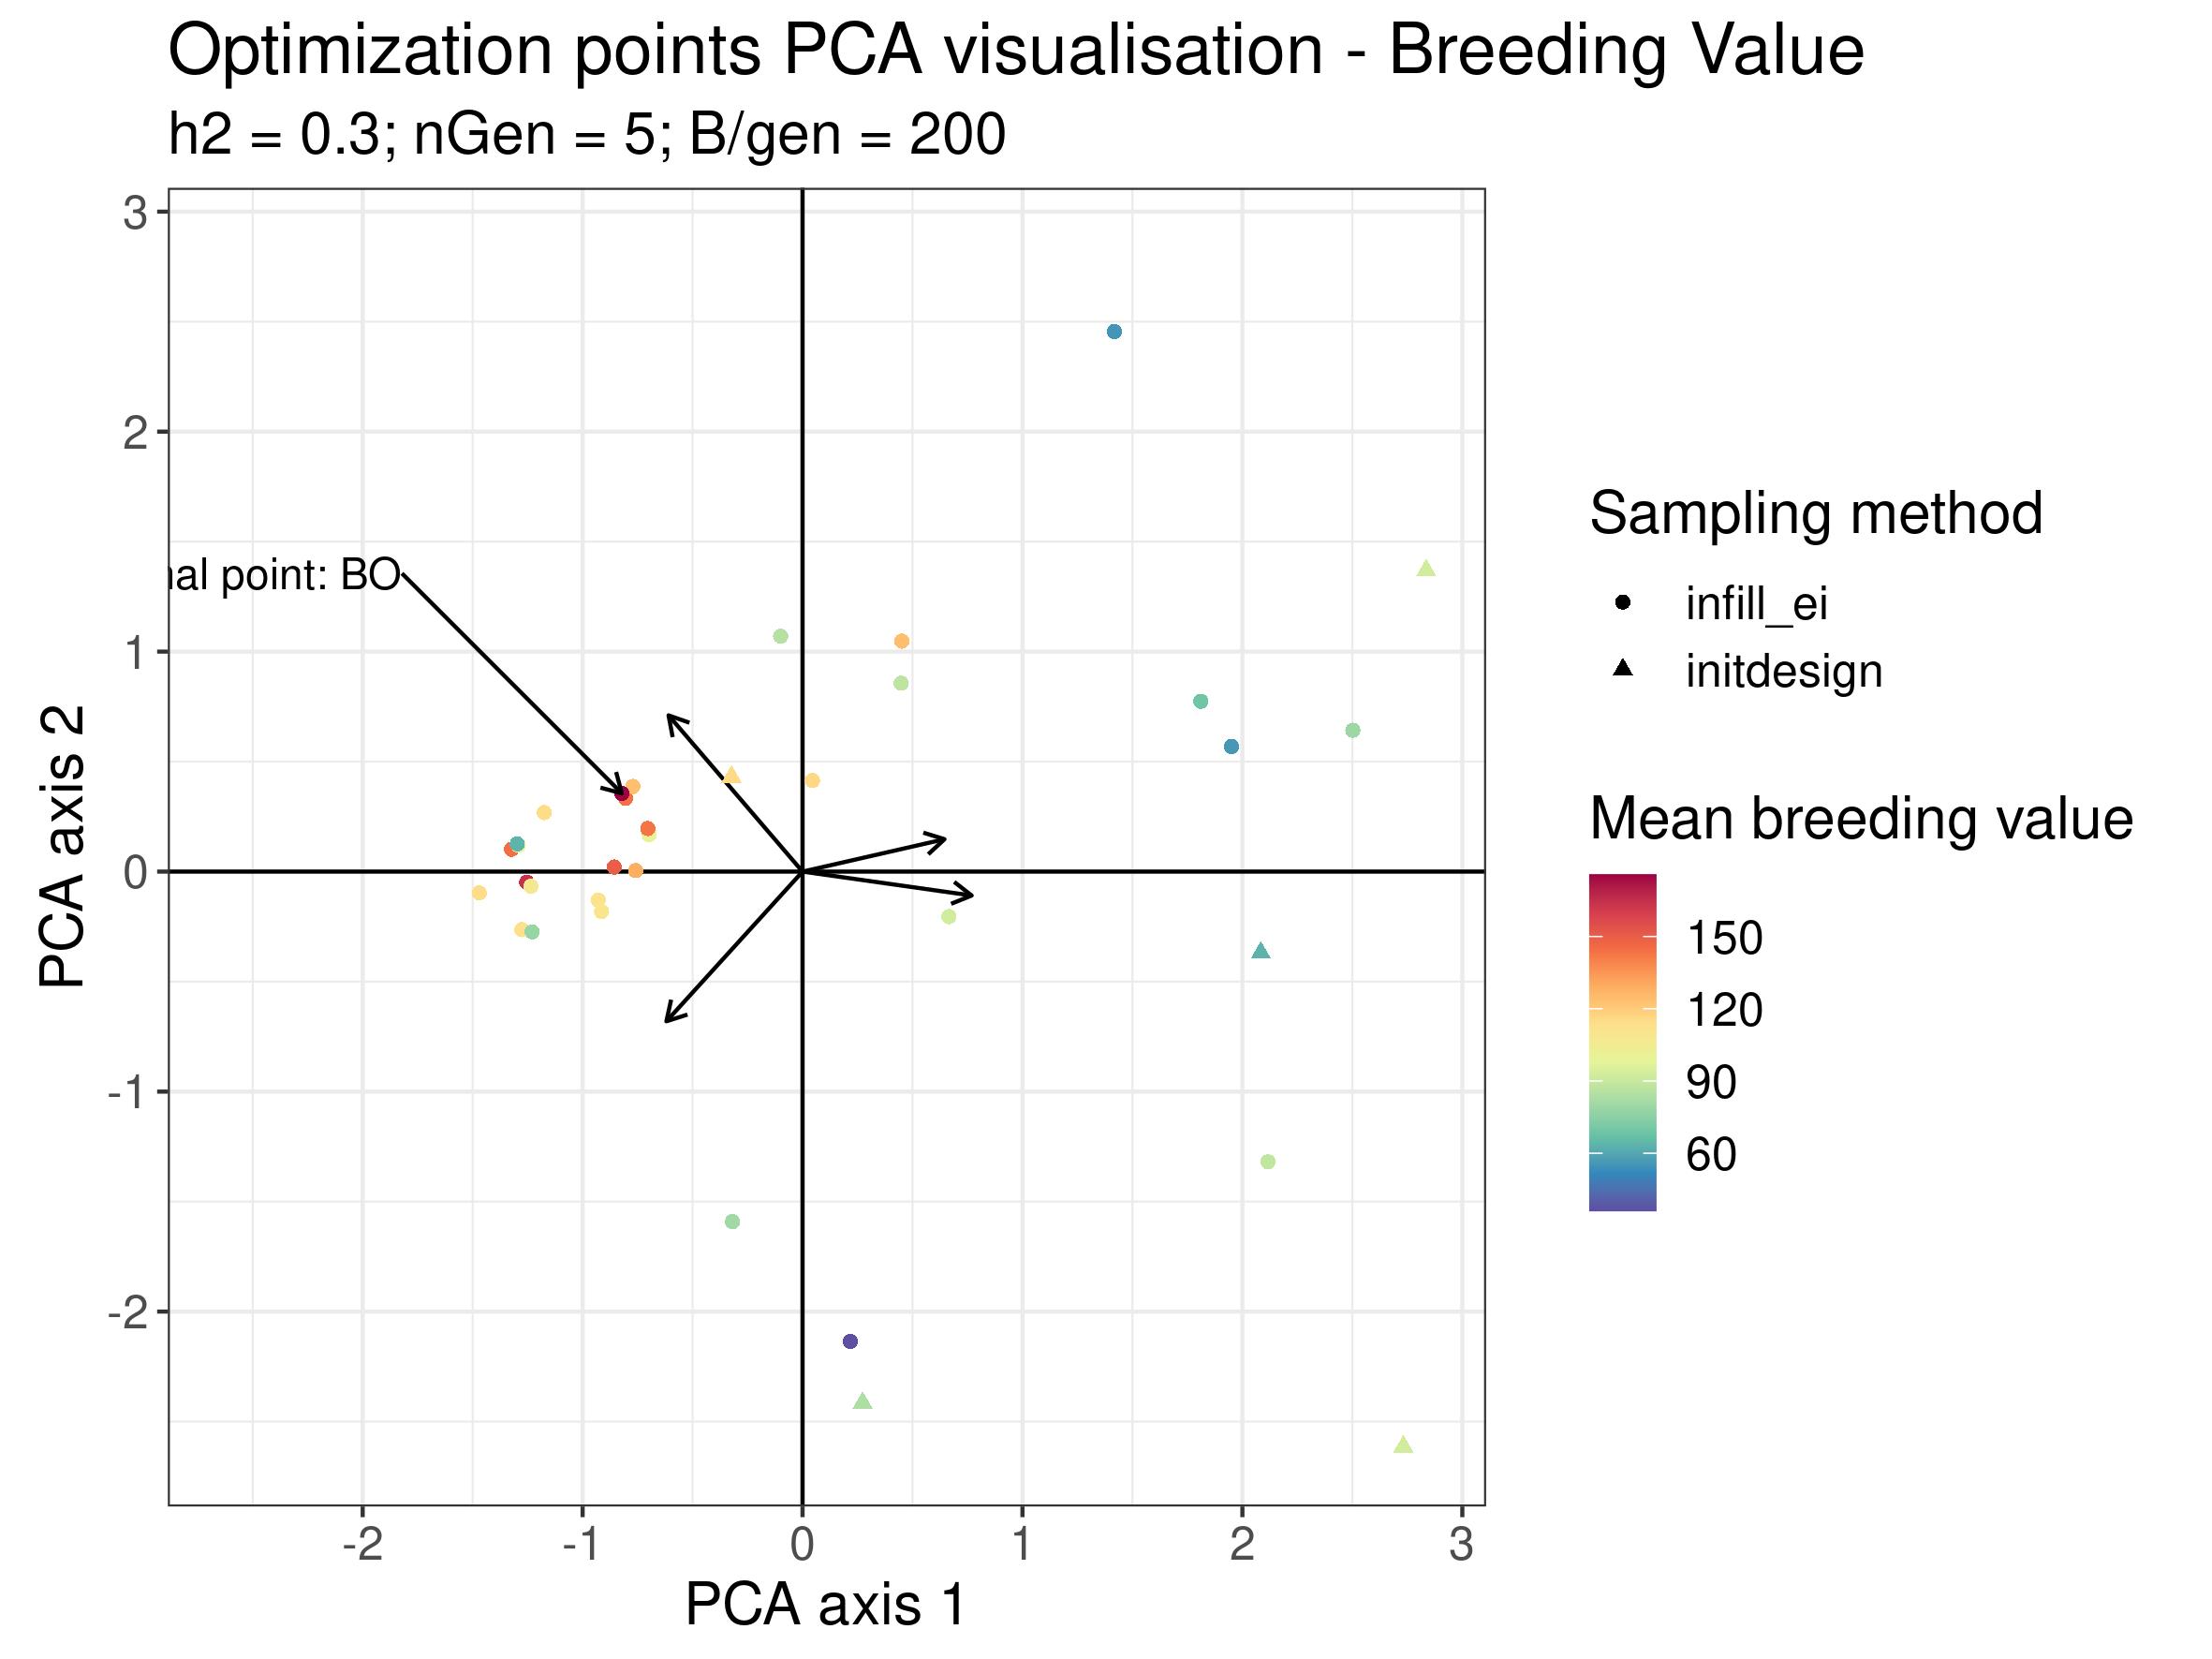 Optimization points PCA visualisation - Breeding Value
h2 = 0.3; nGen = 5; B/gen = 200
3
2
1
0
-1
-2
PCA axis 2
point: BO
-2 -1 0 1 2 3
PCA axis 1
Sampling method
infill_ei
initdesign
Mean breeding value
150
120
90
60